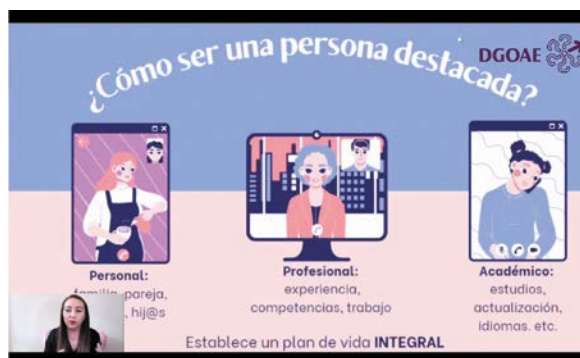 ¿Cómo ser una persona destacada?
DGOAE
Personal:
familia, pareja,
hij@s
Profesional:
experiencia,
competencias, trabajo
Académico:
estudios,
actualización,
idiomas. etc.
Establece un plan de vida INTEGRAL